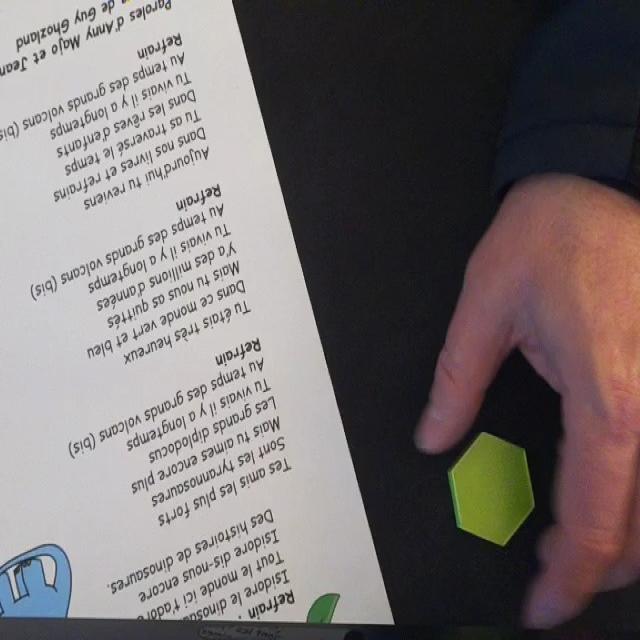 Refrain
Isidore le dinosau
Tout le monde ici t'adore
Isidore dis-nous encore
Des histoires de dinosaures.
Tes amis les plus forts
Sont les tyrannosaures
Mais tu aimes encore plus
Les grands diplodocus
Tu vivais il y a longtemps
Au temps des grands volcans (bis)
Refrain
Tu étais très heureux
Dans ce monde vert et bleu
Mais tu nous as quittés
Y'a des millions d'années
Tu vivais il y a longtemps
Au temps des grands volcans (bis)
Refrain
Aujourd'hu tu reviens
Dans nos livres et refrains
Tu as traversé le temps
Dans les rêves d'enfants
Tu vivais il y a longtemps
Au temps des grands volcans (bis
Refrain
Paroles d'Anny Majo et Jean
de Guy Ghozland